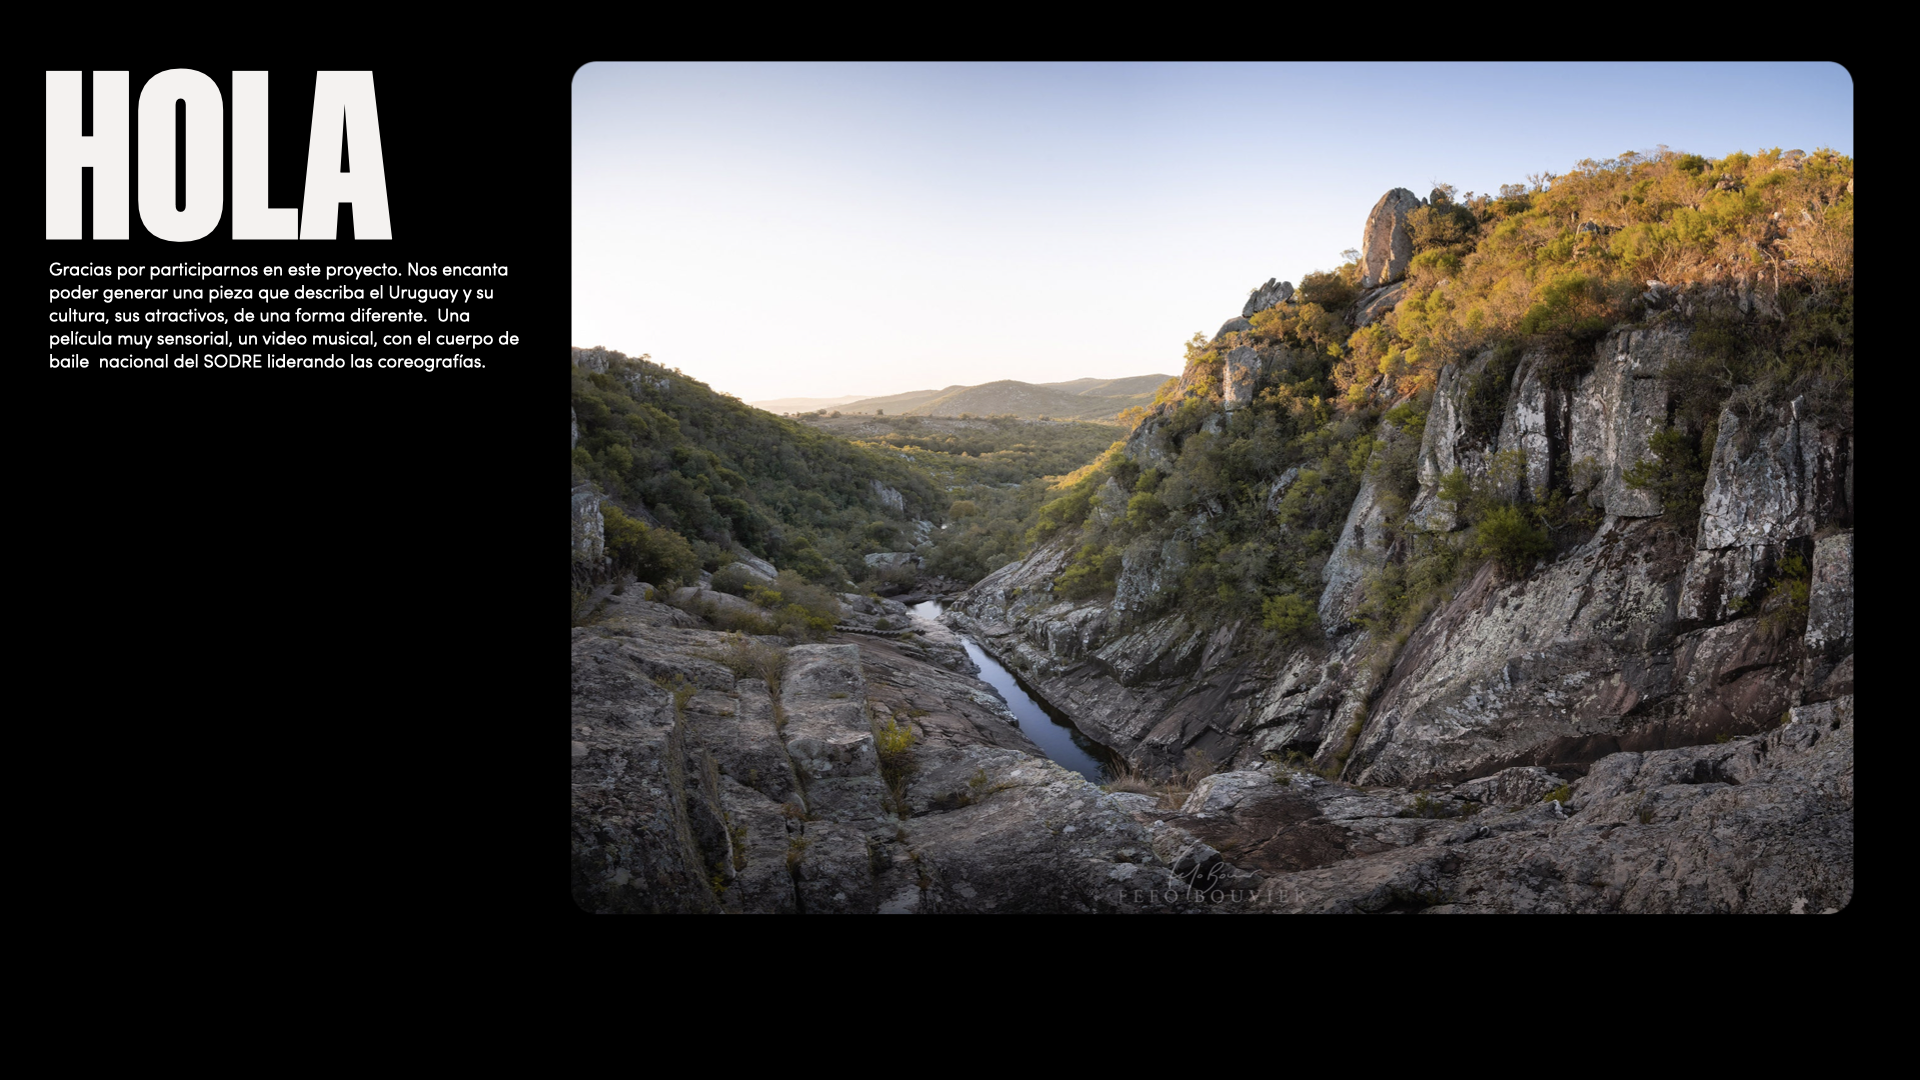 HOLA
Gracias por participarnos en este proyecto. Nos encanta
poder generar una pieza que describa el Uruguay y su
cultura, sus atractivos, de una forma diferente.  Una
película muy sensorial, un video musical, con el cuerpo de
baile  nacional del SODRE liderando las coreografías.
FEFO BOUVIER